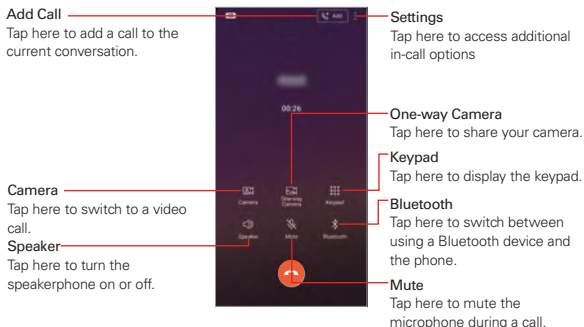 Add Call
Tap here to add a call to the
current conversation.
Camera
Tap here to switch to a video
call.
Speaker
Tap here to turn the
speakerphone on or off.
Add
00:26
Camera
One-way
Camera
Keypad
Speaker
Mute
Bluetooth
Settings
Tap here to access additional
in-call options
One-way Camera
Tap here to share your camera.
Keypad
Tap here to display the keypad.
Bluetooth
Tap here to switch between
using a Bluetooth device and
the phone.
Mute
Tap here to mute the
microphone during a call.